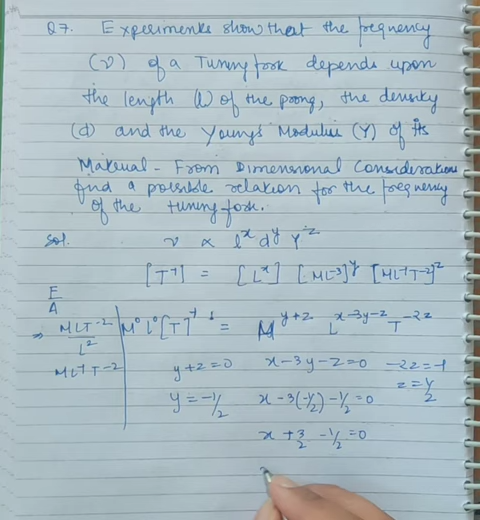 Q7. Experiments show that the frequency
(ν) of a Tuning fork depends upon
the length (l) of the prong, the density
(d) and the Young's Modulus (Y) of its
Material - From Dimensional Considerations
find a possible relation for the frequency
of the tuning fork.
Sol. ν ∝ l^x d^y Y^z
[T⁻¹] = [L^x] [ML⁻³]^y [ML⁻¹T⁻²]^z
F/A
⇒ MLT⁻²/L² M⁰L⁰[T]⁻¹ = M^(y+z) L^(x-3y-z) T^(-2z)
ML⁻¹T⁻² y+z=0 x-3y-z=0 -2z=-1
y=-1/2 x-3(-1/2)-1/2=0 z=1/2
x+3/2-1/2=0